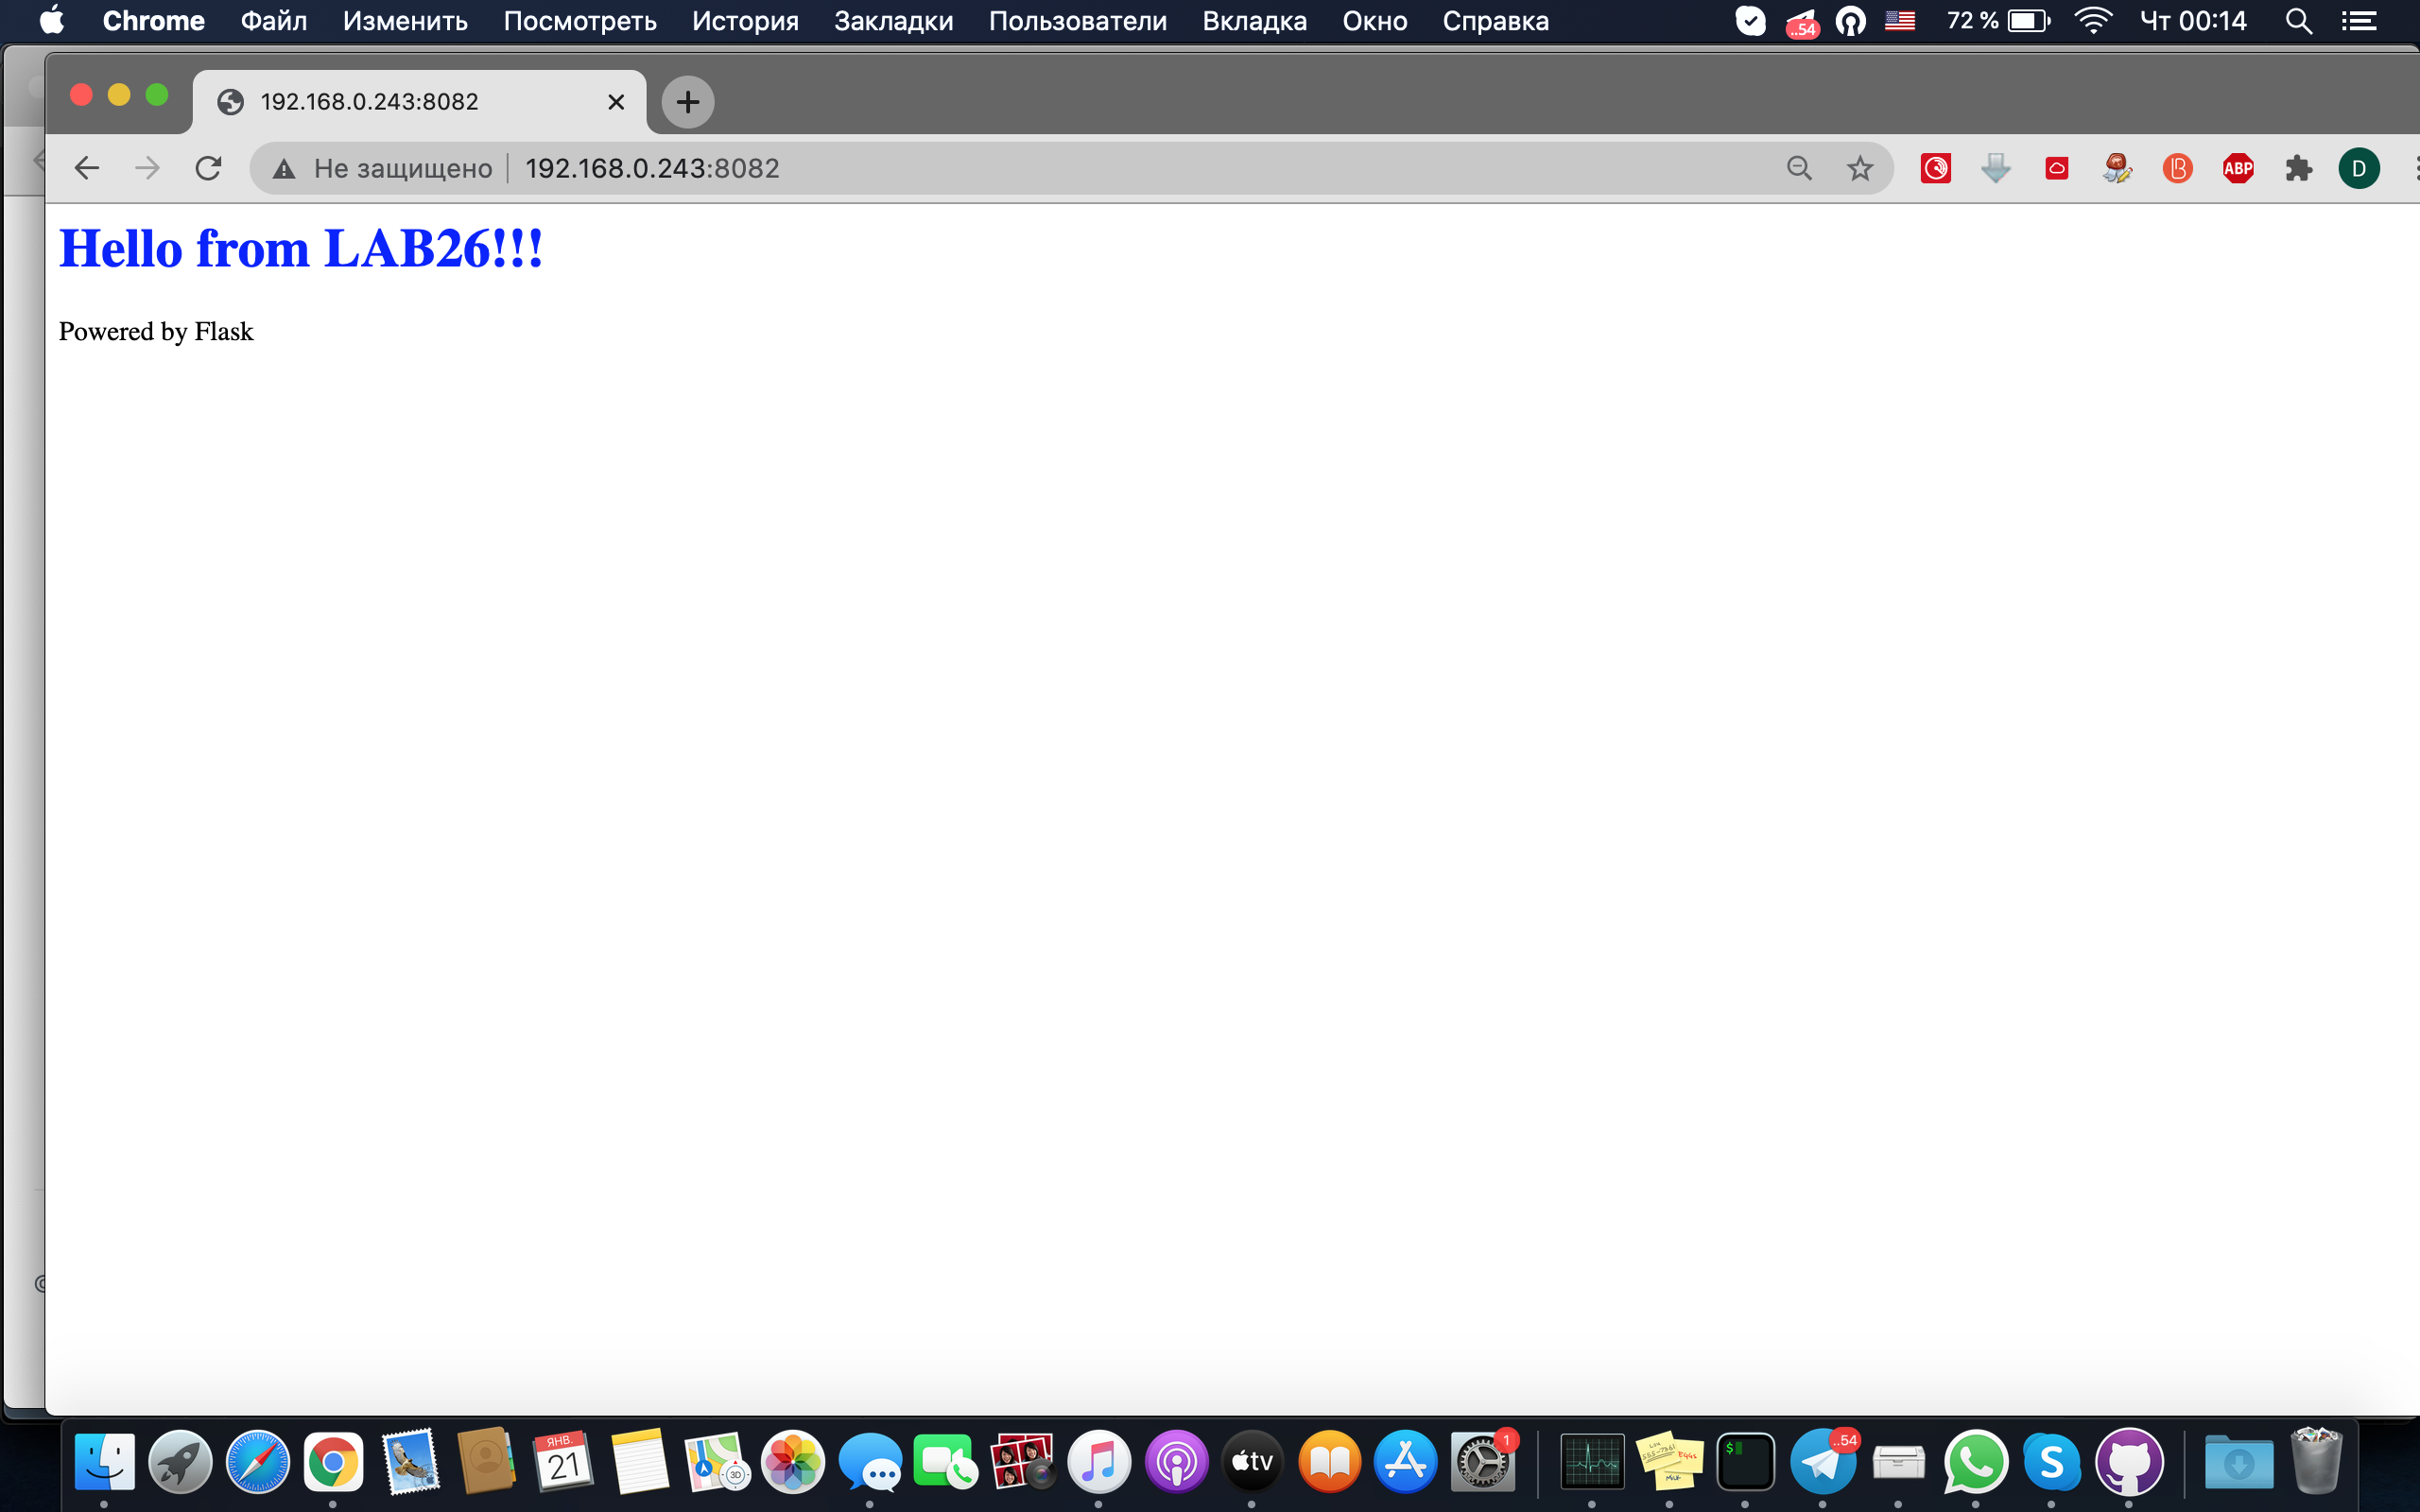 Chrome Файл Изменить Посмотреть История Закладки Пользователи Вкладка Окно Справка ..54 72 % Чт 00:14
192.168.0.243:8082
Не защищено 192.168.0.243:8082 ABP D
Hello from LAB26!!!
Powered by Flask
ЯНВ.
21
3D
tv
1
$
..54
S